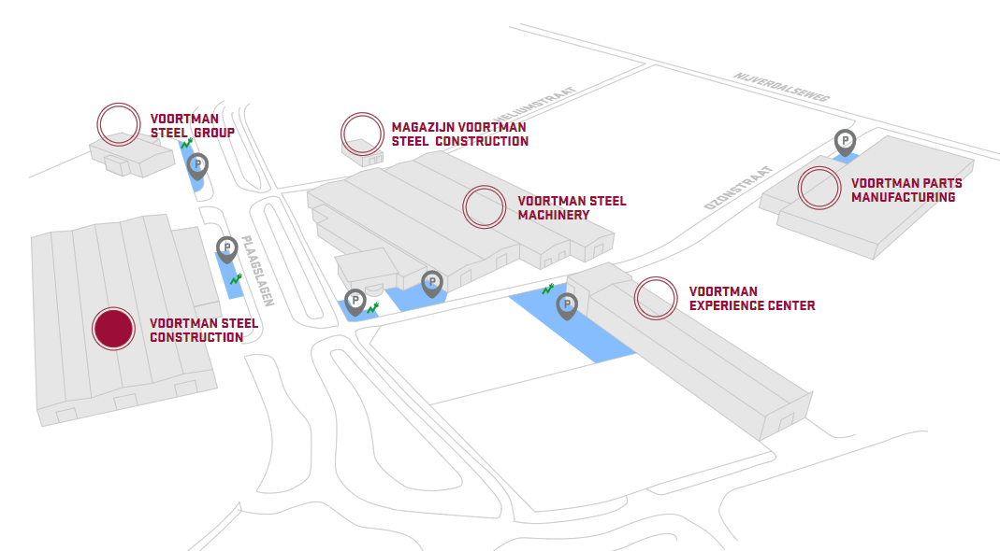 NIJVERDALSEWEG
HELIUMSTRAAT
VOORTMAN
STEEL GROUP
MAGAZIJN VOORTMAN
STEEL CONSTRUCTION
P
P
OZONSTRAAT
VOORTMAN PARTS
MANUFACTURING
VOORTMAN STEEL
MACHINERY
P
PLAAGSLAGEN
P
P
P
VOORTMAN
EXPERIENCE CENTER
VOORTMAN STEEL
CONSTRUCTION